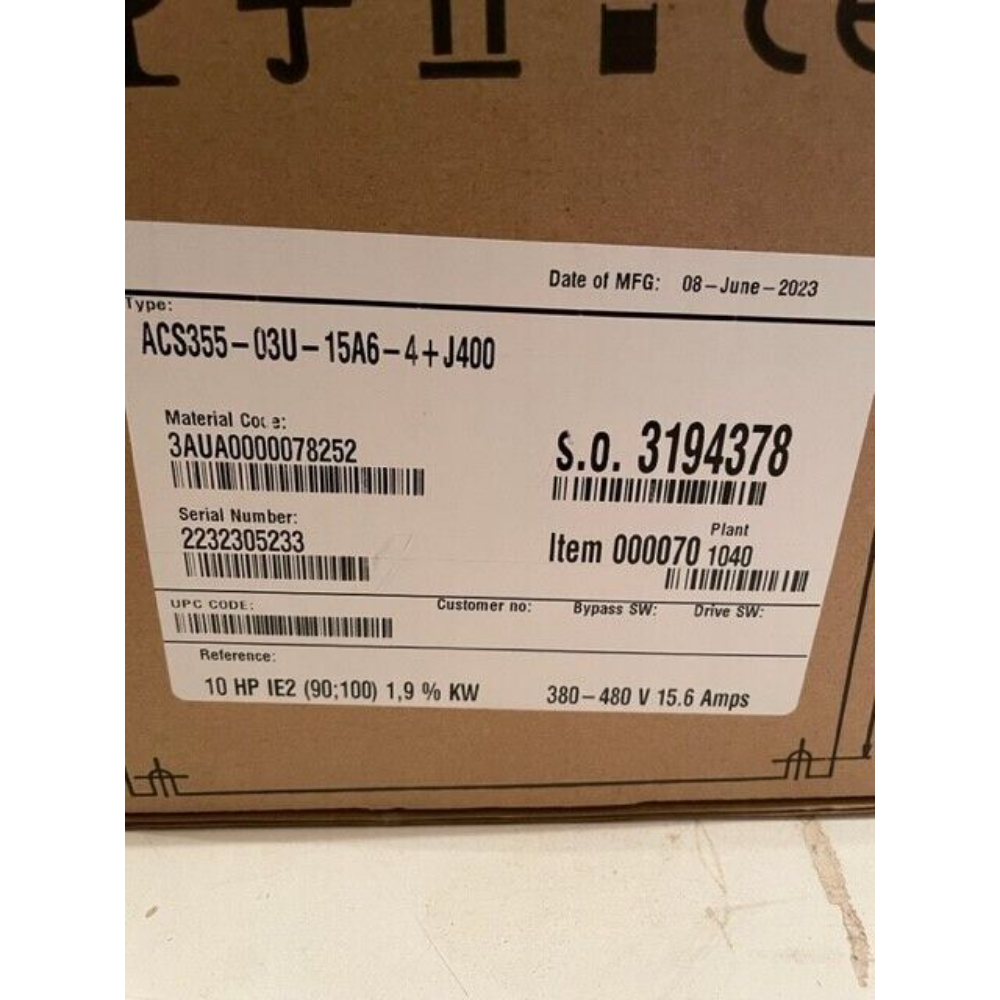 CE
Date of MFG: 08-June-2023
Type:
ACS355-03U-15A6-4+J400
Material Code:
3AUA0000078252
S.O. 3194378
Serial Number:
2232305233
Plant
Item 000070 1040
UPC CODE:
Customer no:
Bypass SW:
Drive SW:
Reference:
10 HP IE2 (90;100) 1,9 % KW
380-480 V 15.6 Amps